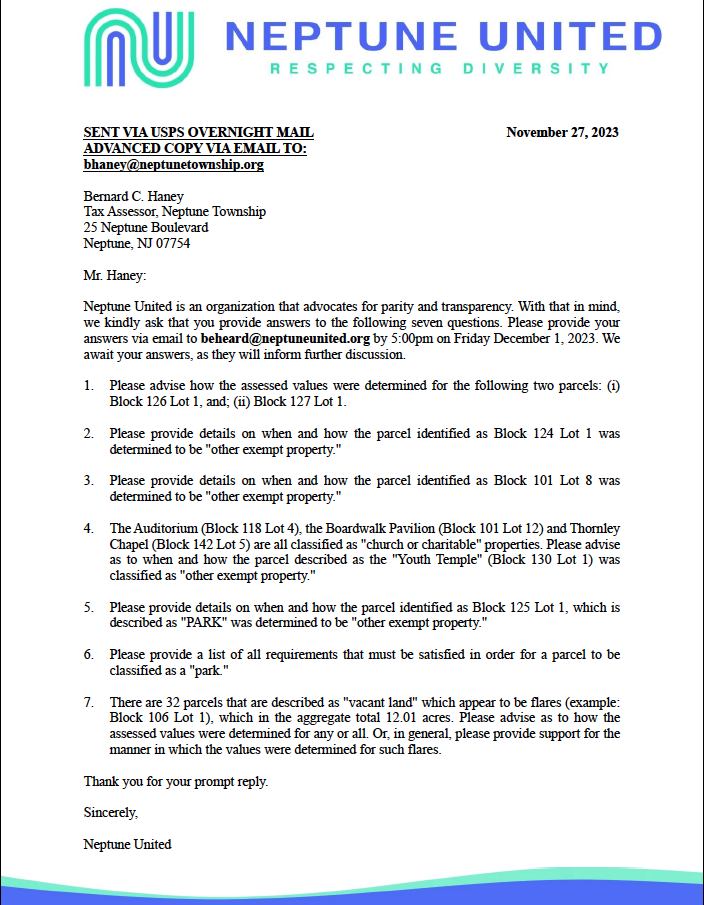 NEPTUNE UNITED
RESPECTING DIVERSITY
SENT VIA USPS OVERNIGHT MAIL November 27, 2023
ADVANCED COPY VIA EMAIL TO:
bhaney@neptunetownship.org
Bernard C. Haney
Tax Assessor, Neptune Township
25 Neptune Boulevard
Neptune, NJ 07754
Mr. Haney:
Neptune United is an organization that advocates for parity and transparency. With that in mind,
we kindly ask that you provide answers to the following seven questions. Please provide your
answers via email to beheard@neptuneunited.org by 5:00pm on Friday December 1, 2023. We
await your answers, as they will inform further discussion.
1. Please advise how the assessed values were determined for the following two parcels: (i)
Block 126 Lot 1, and; (ii) Block 127 Lot 1.
2. Please provide details on when and how the parcel identified as Block 124 Lot 1 was
determined to be "other exempt property."
3. Please provide details on when and how the parcel identified as Block 101 Lot 8 was
determined to be "other exempt property."
4. The Auditorium (Block 118 Lot 4), the Boardwalk Pavilion (Block 101 Lot 12) and Thornley
Chapel (Block 142 Lot 5) are all classified as "church or charitable" properties. Please advise
as to when and how the parcel described as the "Youth Temple" (Block 130 Lot 1) was
classified as "other exempt property."
5. Please provide details on when and how the parcel identified as Block 125 Lot 1, which is
described as "PARK" was determined to be "other exempt property."
6. Please provide a list of all requirements that must be satisfied in order for a parcel to be
classified as a "park."
7. There are 32 parcels that are described as "vacant land" which appear to be flares (example:
Block 106 Lot 1), which in the aggregate total 12.01 acres. Please advise as to how the
assessed values were determined for any or all. Or, in general, please provide support for the
manner in which the values were determined for such flares.
Thank you for your prompt reply.
Sincerely,
Neptune United